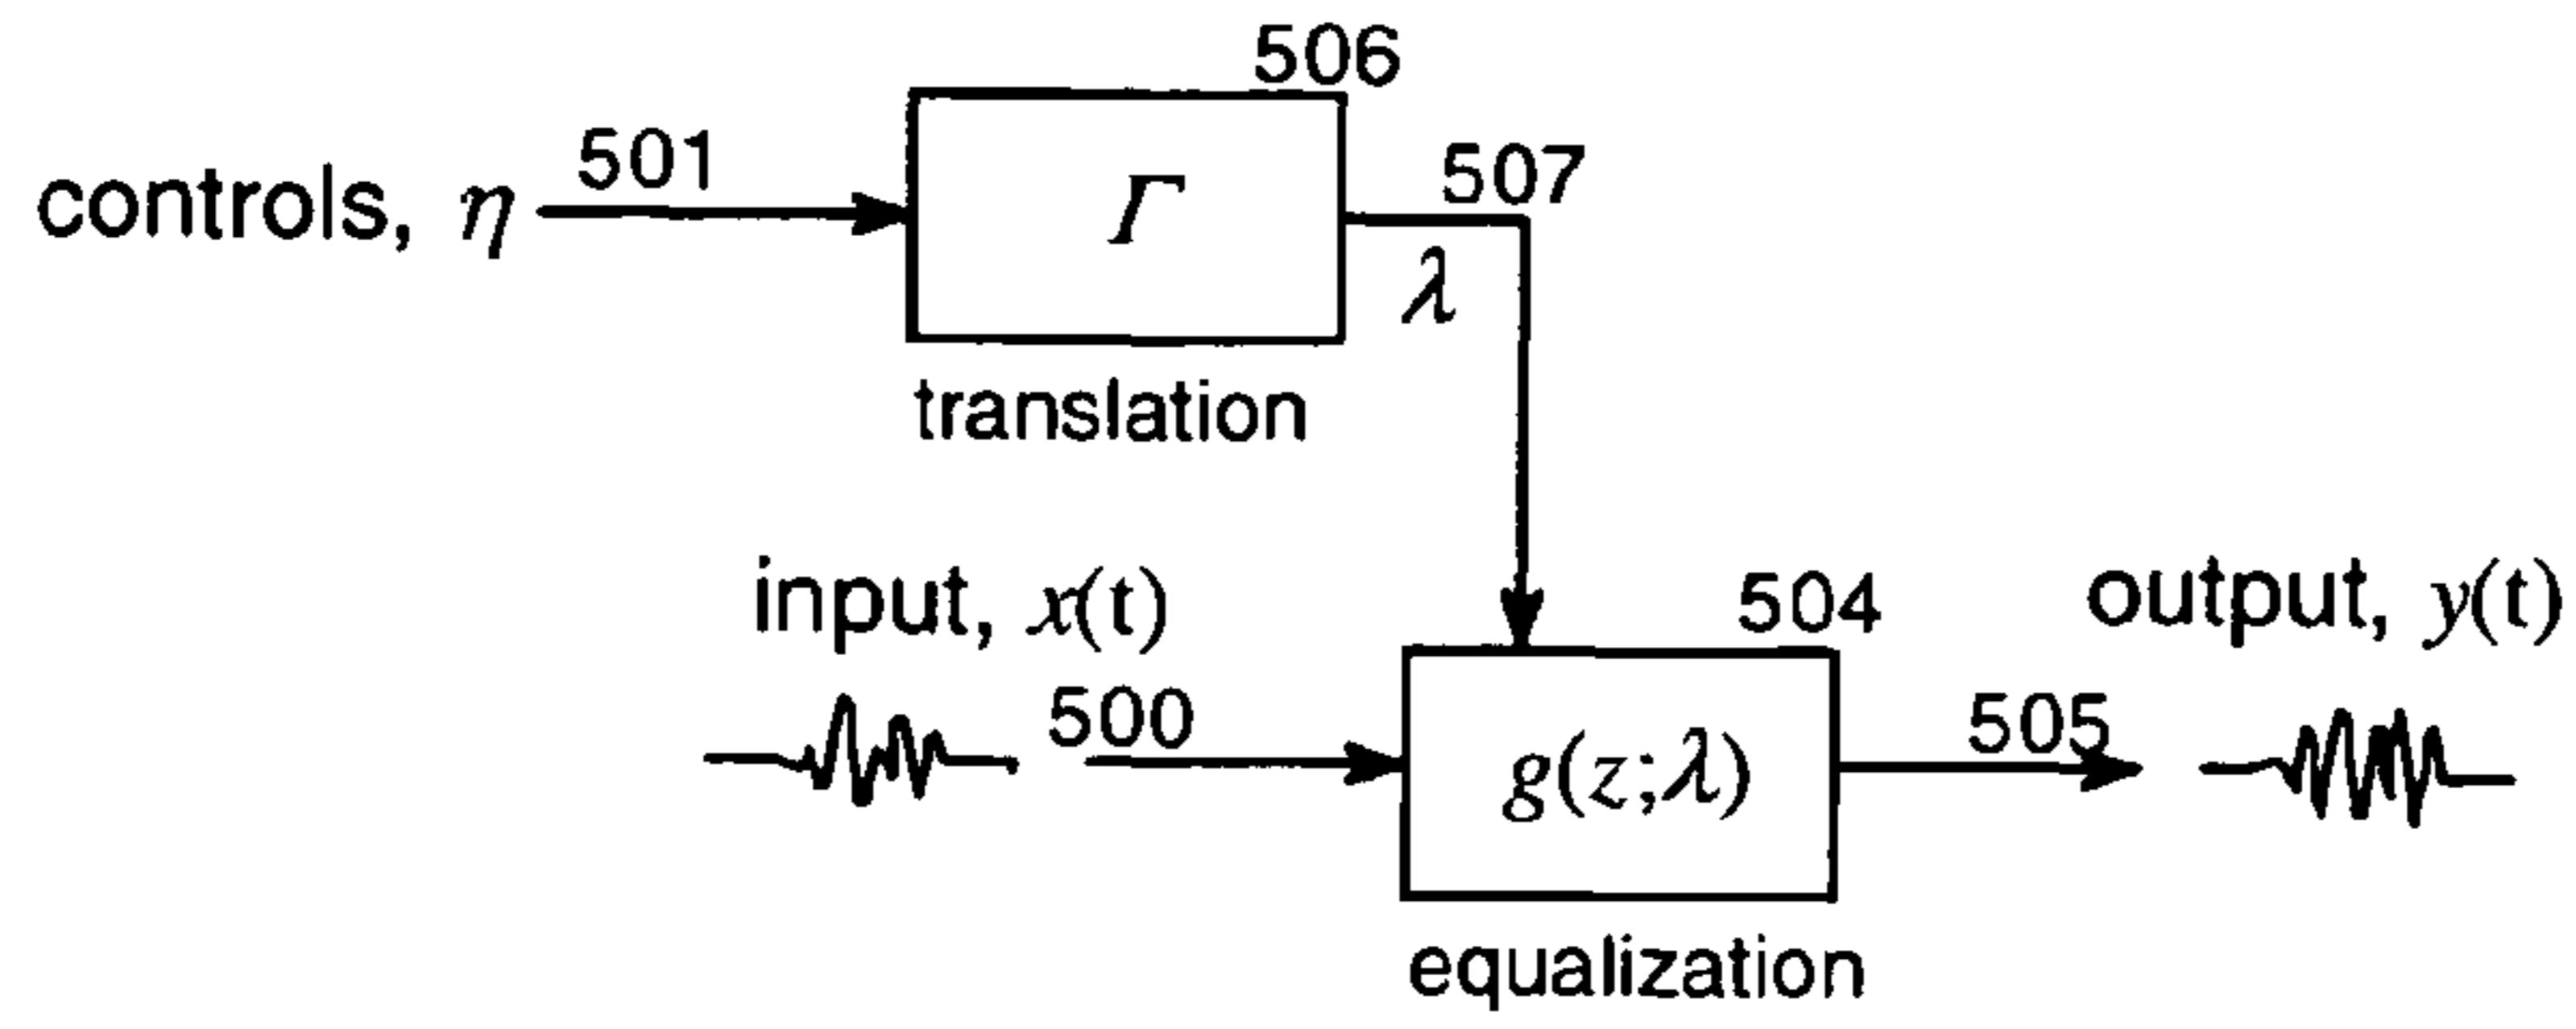 506
controls, η 501
Γ
507
λ
translation
input, x(t)
504
output, y(t)
500
g(z;λ)
505
equalization